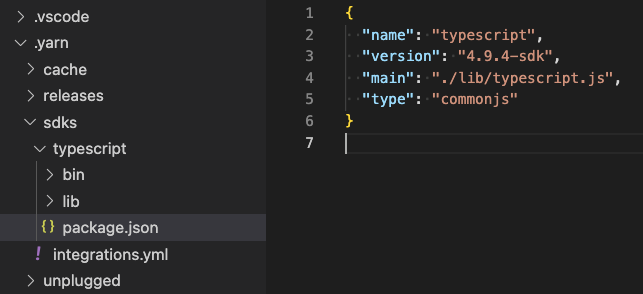 .vscode
.yarn
cache
releases
sdks
typescript
bin
lib
{} package.json
! integrations.yml
unplugged
1 {
2 "name": "typescript",
3 "version": "4.9.4-sdk",
4 "main": "./lib/typescript.js",
5 "type": "commonjs"
6 }
7